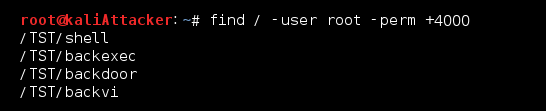 root@kaliAttacker:~# find / -user root -perm +4000
/TST/shell
/TST/backexec
/TST/backdoor
/TST/backvi